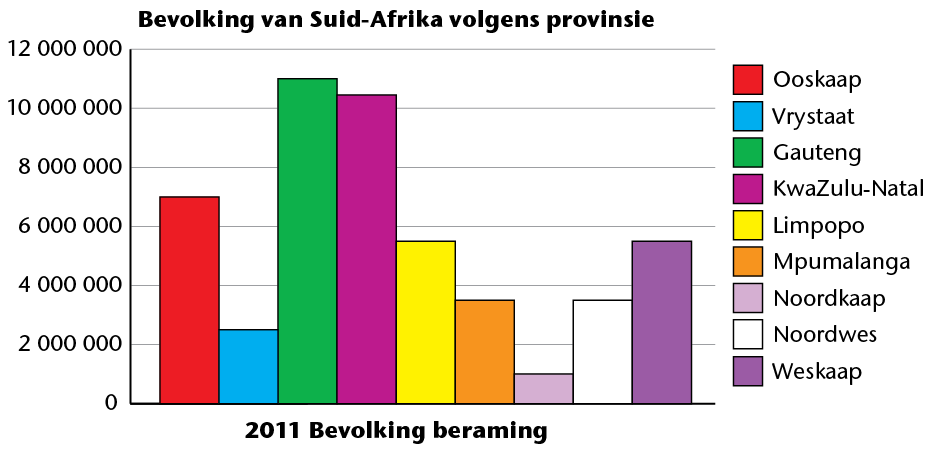 Bevolking van Suid-Afrika volgens provinsie
12 000 000
10 000 000
8 000 000
6 000 000
4 000 000
2 000 000
0
2011 Bevolking beraming
Ooskaap
Vrystaat
Gauteng
KwaZulu-Natal
Limpopo
Mpumalanga
Noordkaap
Noordwes
Weskaap